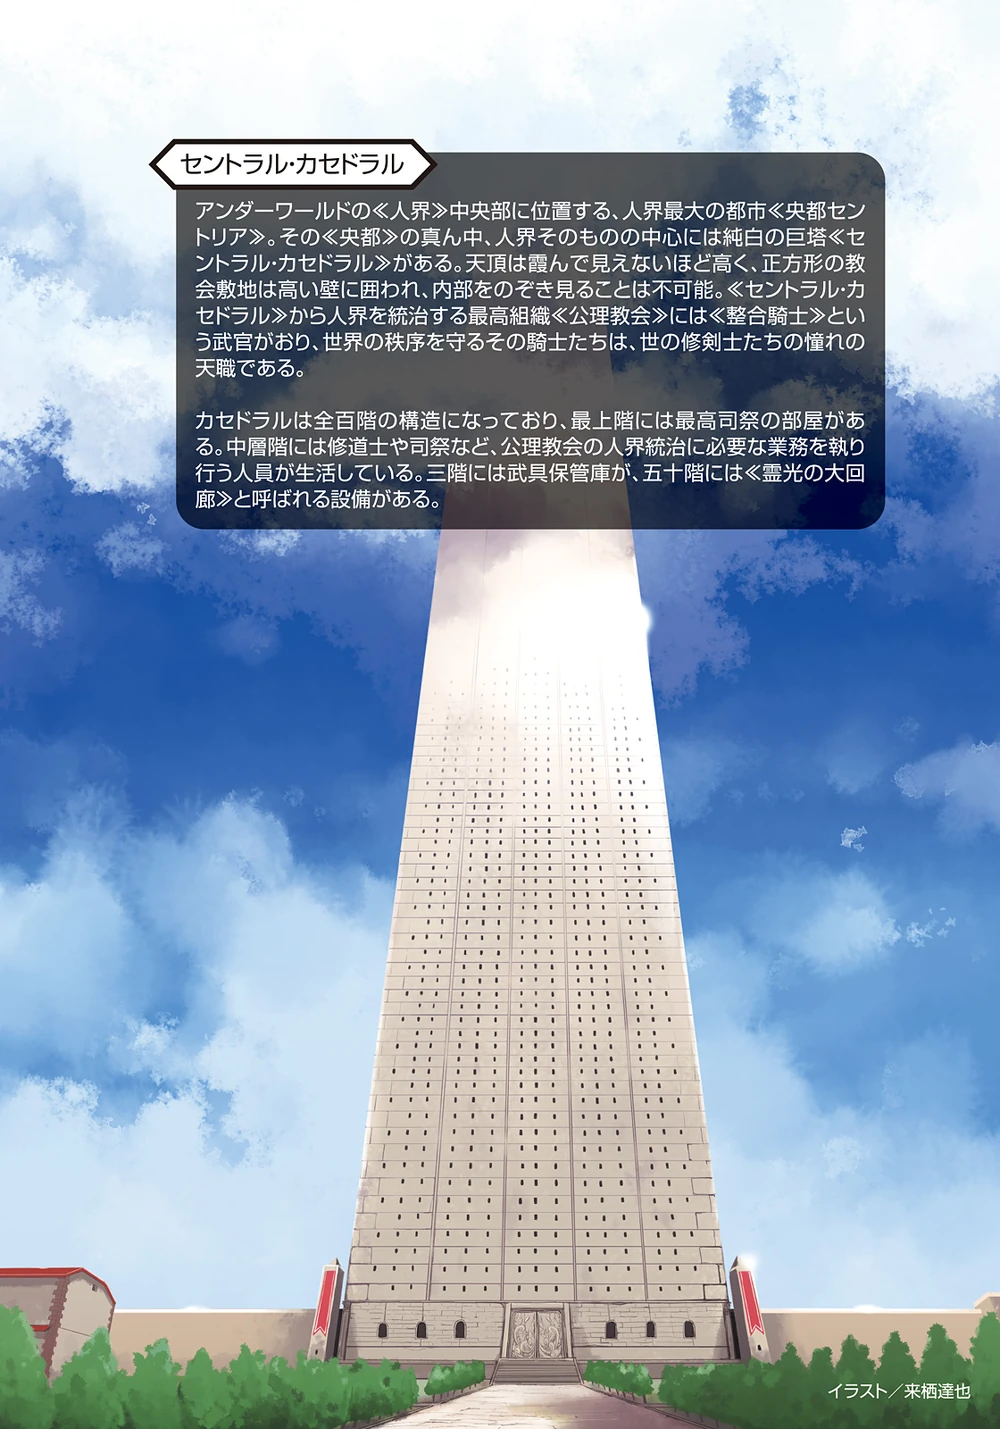 セントラル・カセドラル
アンダーワールドの≪人界≫中央部に位置する、人界最大の都市≪央都セン
トリア≫。その≪央都≫の真ん中、人界そのものの中心には純白の巨塔≪セ
ントラル・カセドラル≫がある。天頂は霞んで見えないほど高く、正方形の教
会敷地は高い壁に囲われ、内部をのぞき見ることは不可能。≪セントラル・カ
セドラル≫から人界を統治する最高組織≪公理教会≫には≪整合騎士≫とい
う武官がおり、世界の秩序を守るその騎士たちは、世の修剣士たちの憧れの
天職である。
カセドラルは全百階の構造になっており、最上階には最高司祭の部屋があ
る。中層階には修道士や司祭など、公理教会の人界統治に必要な業務を執り
行う人員が生活している。三階には武具保管庫が、五十階には≪霊光の大回
廊≫と呼ばれる設備がある。
イラスト／来栖達也